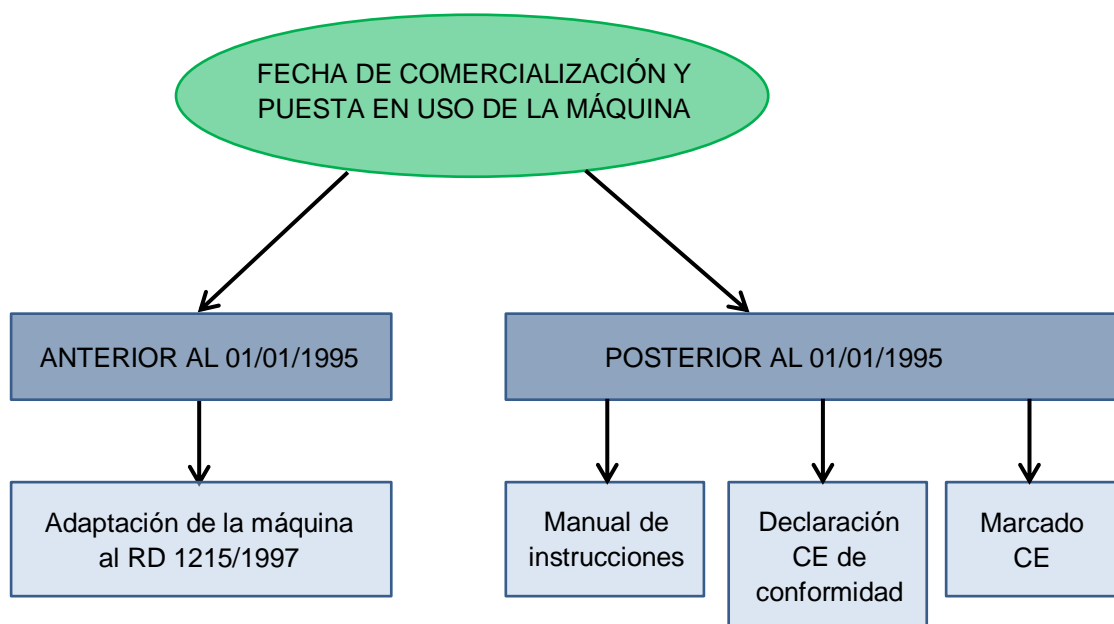 FECHA DE COMERCIALIZACIÓN Y
PUESTA EN USO DE LA MÁQUINA
ANTERIOR AL 01/01/1995
POSTERIOR AL 01/01/1995
Adaptación de la máquina
al RD 1215/1997
Manual de
instrucciones
Declaración
CE de
conformidad
Marcado
CE